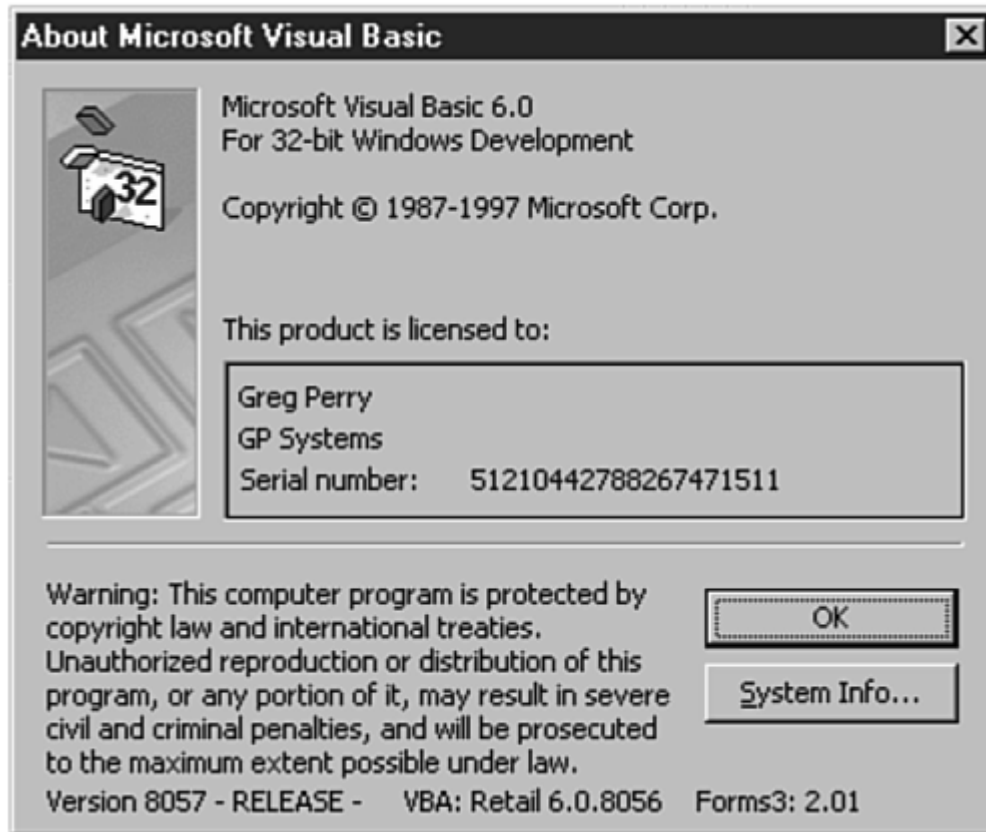 About Microsoft Visual Basic
32
Microsoft Visual Basic 6.0
For 32-bit Windows Development
Copyright © 1987-1997 Microsoft Corp.
This product is licensed to:
Greg Perry
GP Systems
Serial number: 51210442788267471511
Warning: This computer program is protected by
copyright law and international treaties.
Unauthorized reproduction or distribution of this
program, or any portion of it, may result in severe
civil and criminal penalties, and will be prosecuted
to the maximum extent possible under law.
OK
System Info...
Version 8057 - RELEASE - VBA: Retail 6.0.8056 Forms3: 2.01